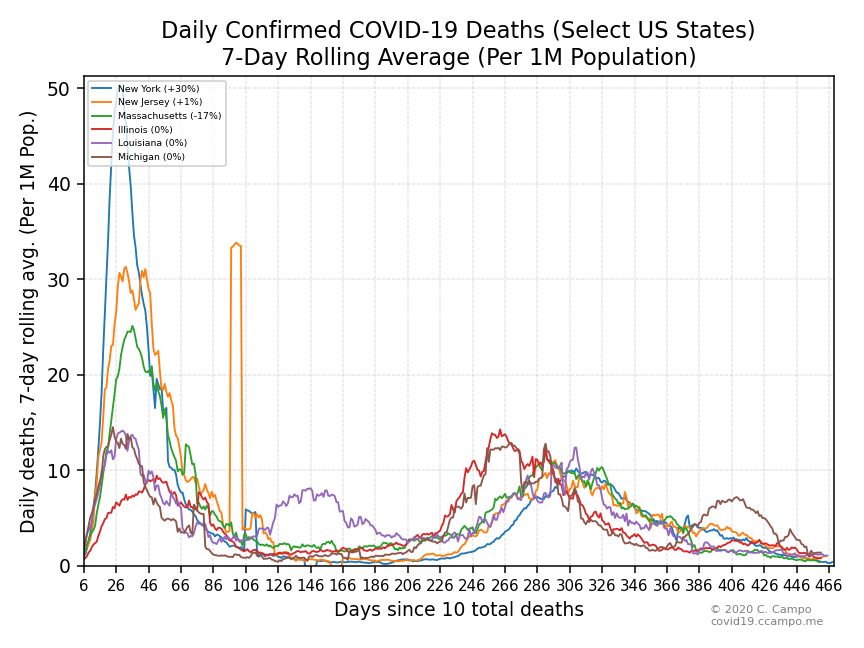 Daily Confirmed COVID-19 Deaths (Select US States)
7-Day Rolling Average (Per 1M Population)
Daily deaths, 7-day rolling avg. (Per 1M Pop.)
50
40
30
20
10
0
New York (+30%)
New Jersey (+1%)
Massachusetts (-17%)
Illinois (0%)
Louisiana (0%)
Michigan (0%)
6 26 46 66 86 106 126 146 166 186 206 226 246 266 286 306 326 346 366 386 406 426 446 466
Days since 10 total deaths
© 2020 C. Campo
covid19.ccampo.me